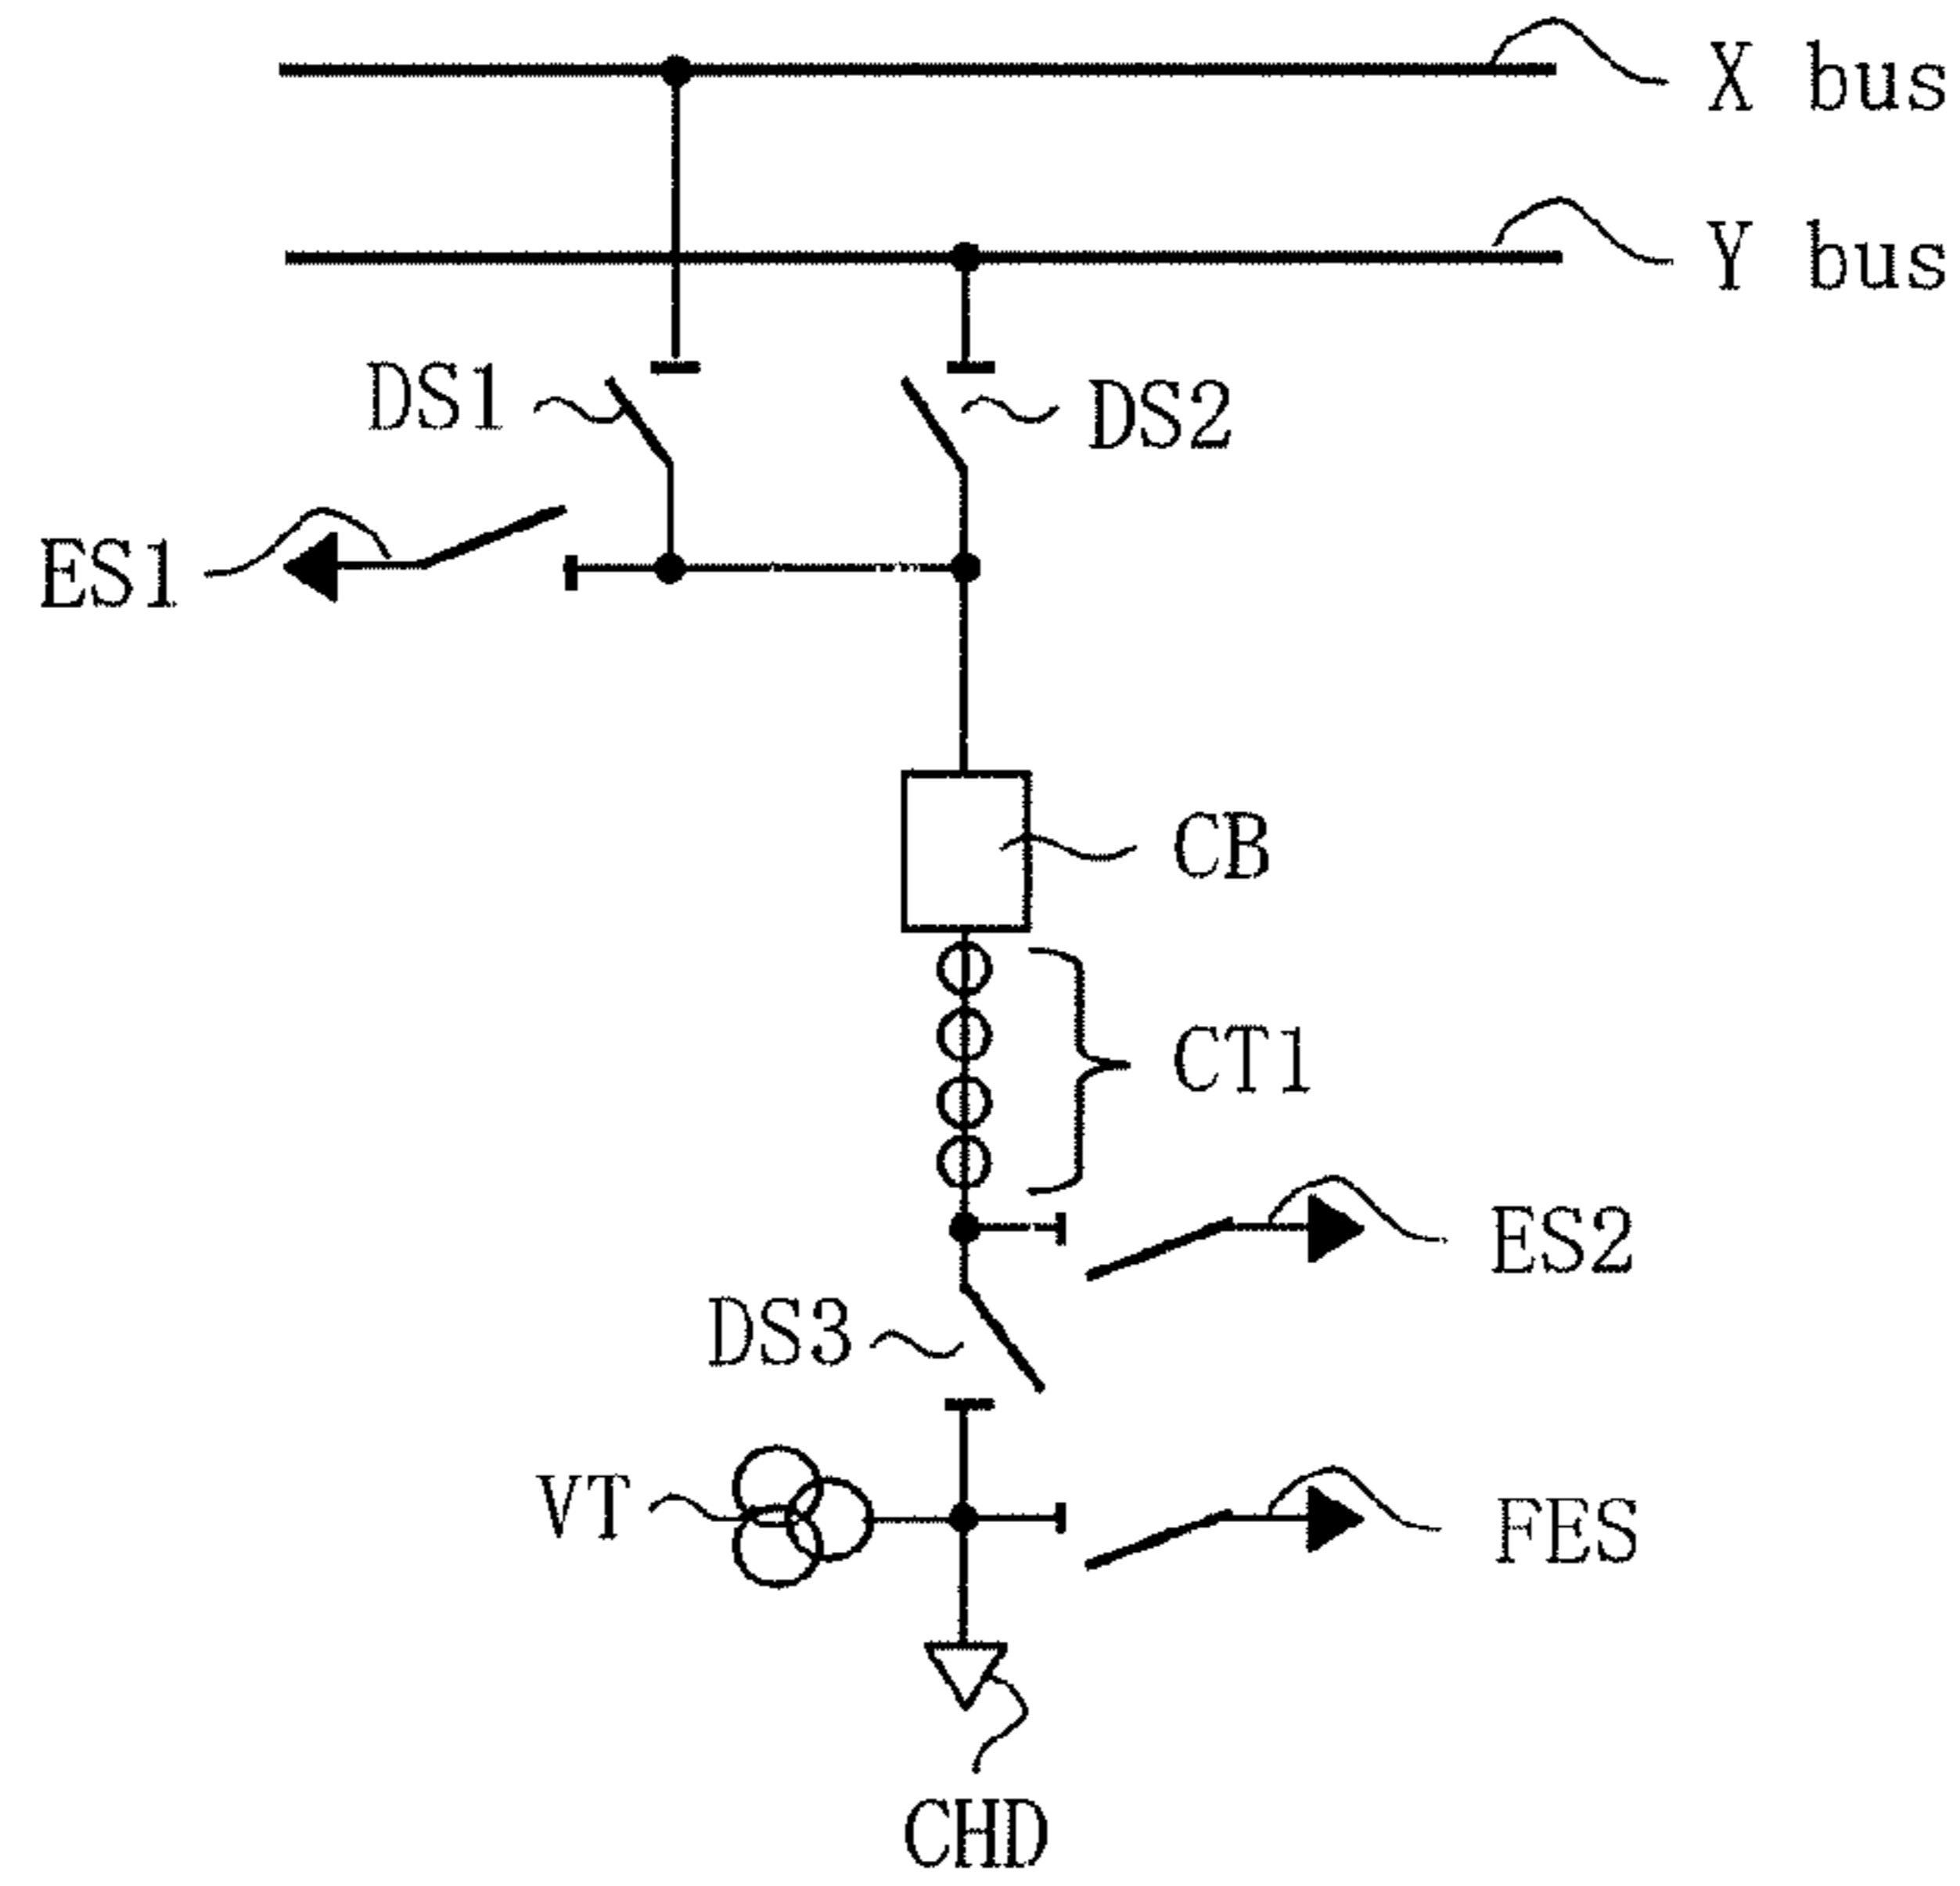 X bus
Y bus
DS1
DS2
ES1
CB
CT1
ES2
DS3
VT
FES
CHD